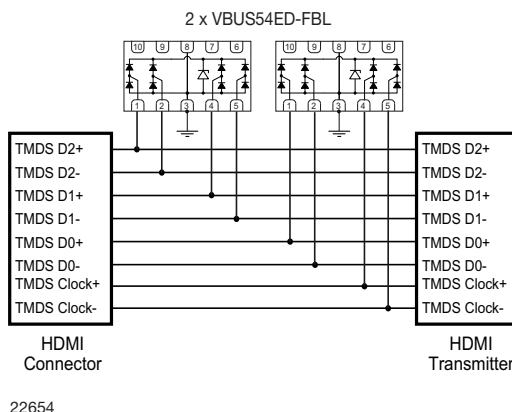 2 x VBUS54ED-FBL
10 9 8 7 6 10 9 8 7 6
1 2 3 4 5 1 2 3 4 5
TMDS D2+ TMDS D2+
TMDS D2- TMDS D2-
TMDS D1+ TMDS D1+
TMDS D1- TMDS D1-
TMDS D0+ TMDS D0+
TMDS D0- TMDS D0-
TMDS Clock+ TMDS Clock+
TMDS Clock- TMDS Clock-
HDMI HDMI
Connector Transmitter
22654